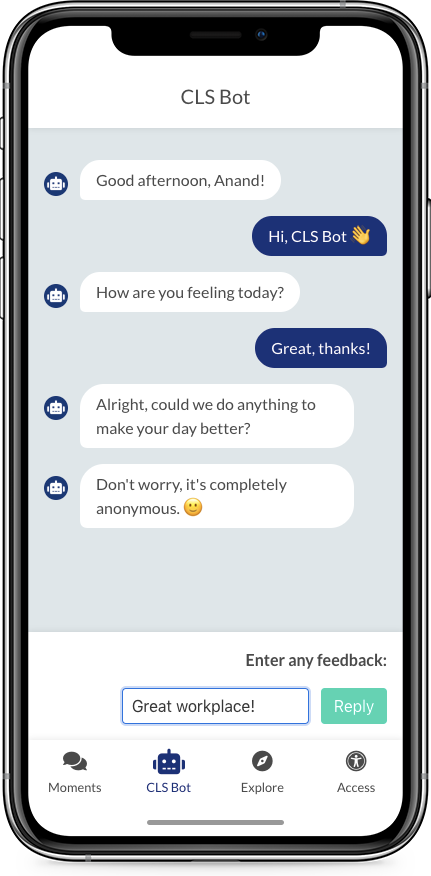 CLS Bot
Good afternoon, Anand!
Hi, CLS Bot 👋
How are you feeling today?
Great, thanks!
Alright, could we do anything to
make your day better?
Don't worry, it's completely
anonymous. 🙂
Enter any feedback:
Great workplace!
Reply
Moments
CLS Bot
Explore
Access